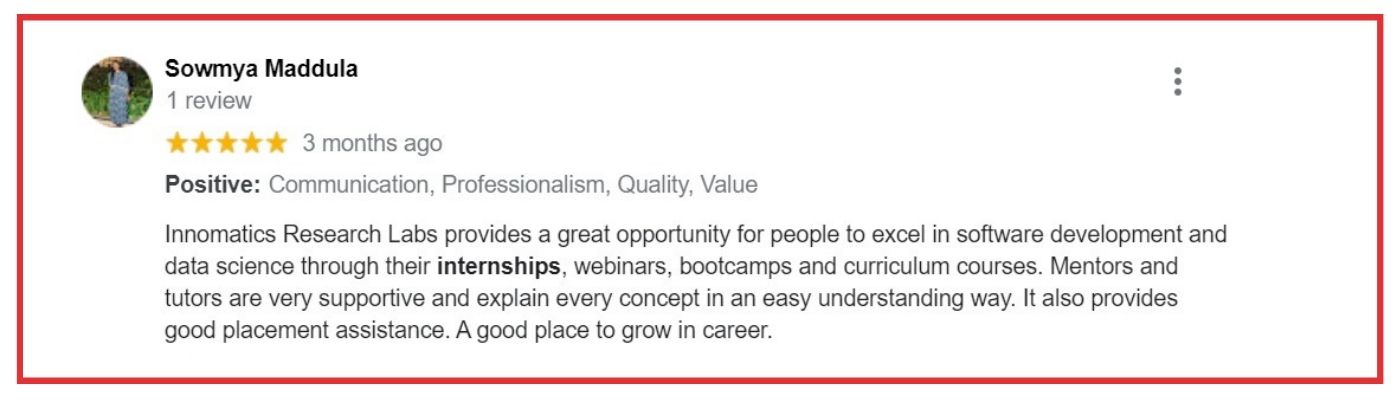 Sowmya Maddula
1 review
3 months ago
Positive: Communication, Professionalism, Quality, Value
Innomatics Research Labs provides a great opportunity for people to excel in software development and
data science through their internships, webinars, bootcamps and curriculum courses. Mentors and
tutors are very supportive and explain every concept in an easy understanding way. It also provides
good placement assistance. A good place to grow in career.